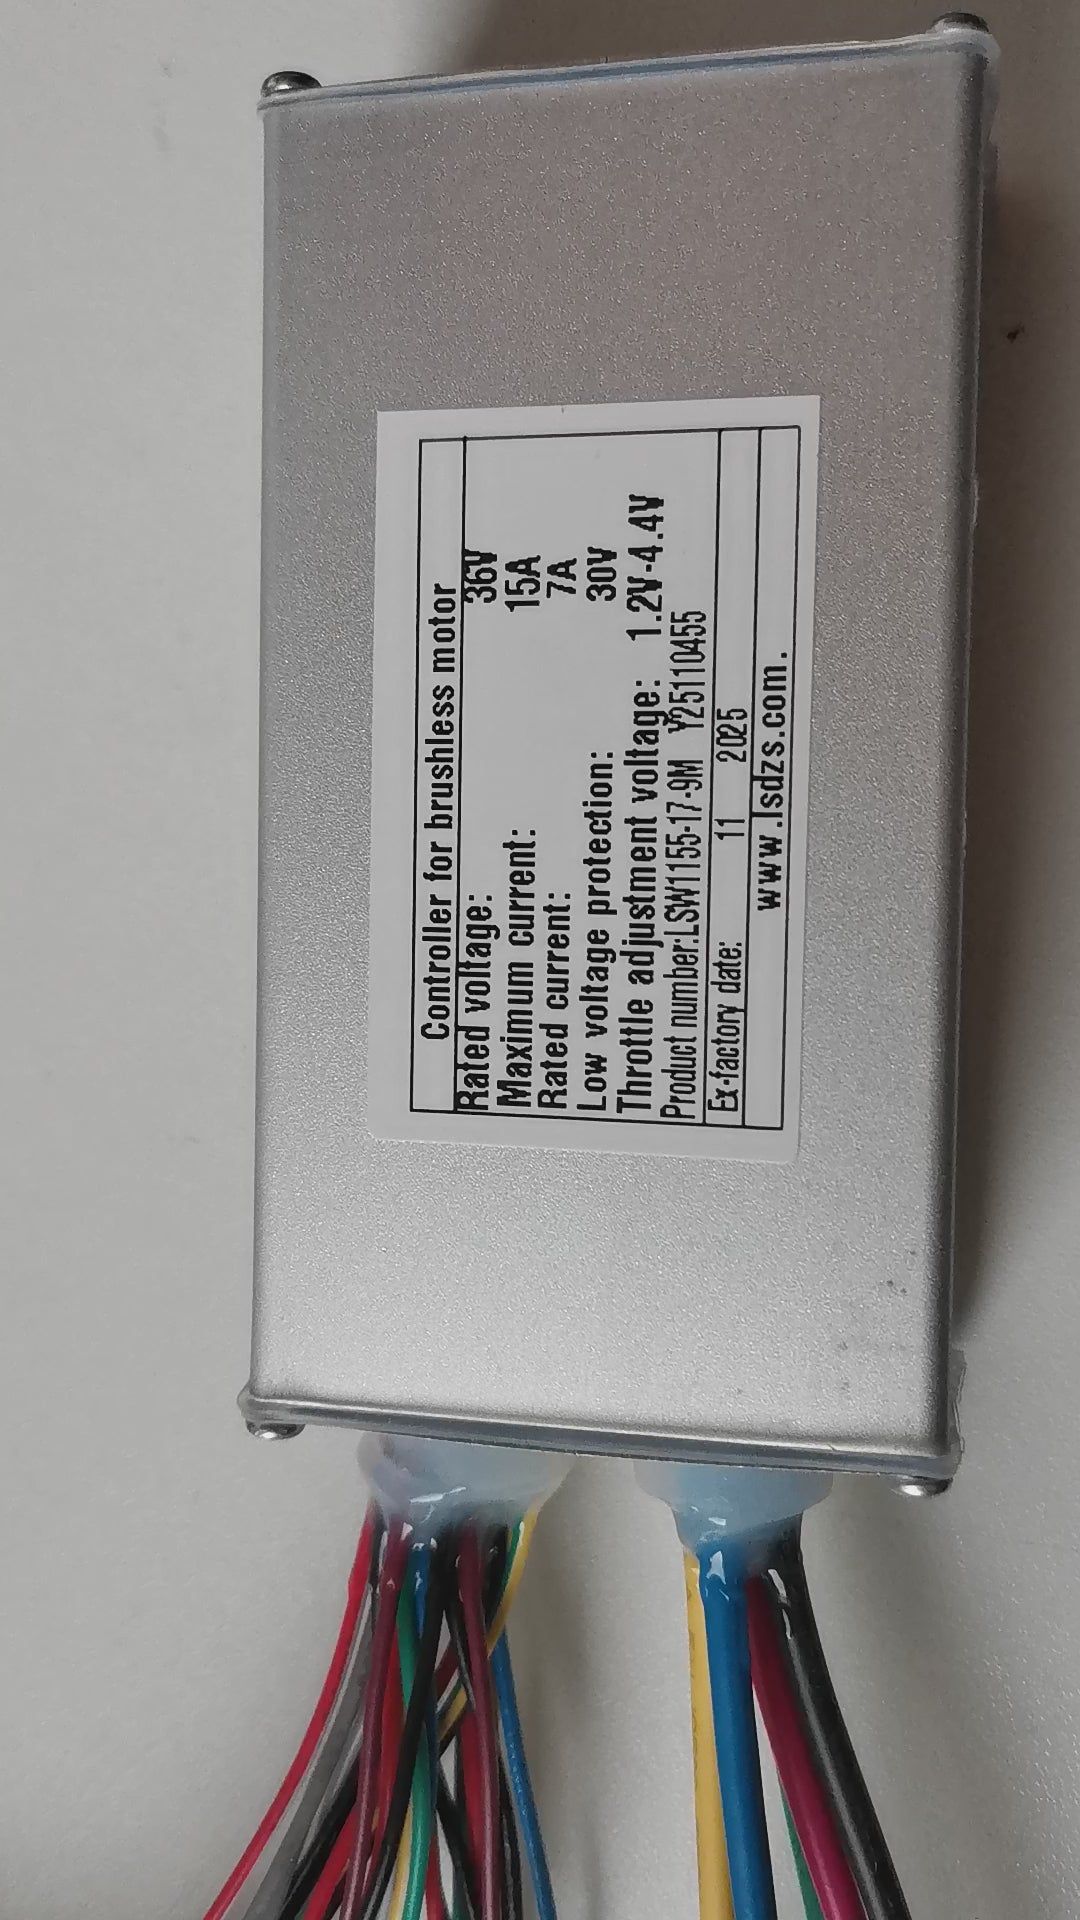 Controller for brushless motor
Rated voltage: 36V
Maximum current: 15A
Rated current: 7A
Low voltage protection: 30V
Throttle adjustment voltage: 1.2V-4.4V
Product number:LSW1155-17-9M Y25110455
Ex-factory date: 11 2025
www.lsdzs.com.